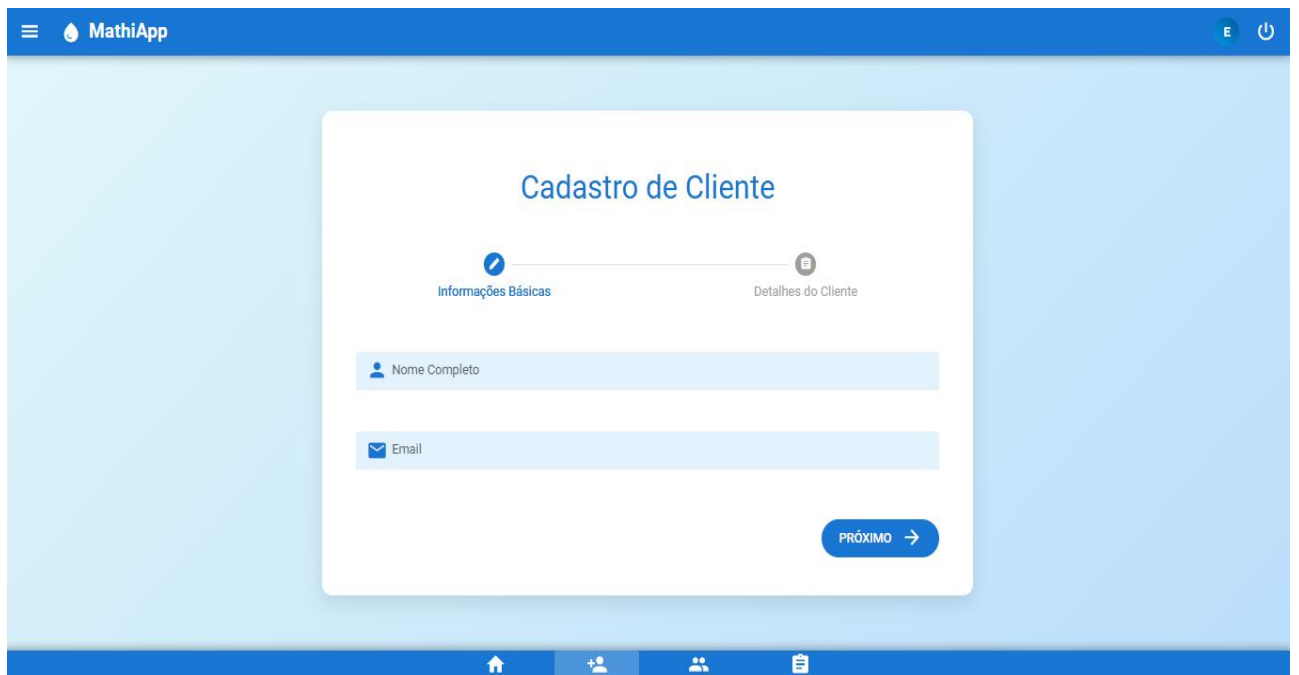 MathiApp
E
Cadastro de Cliente
Informações Básicas
Detalhes do Cliente
Nome Completo
Email
PRÓXIMO